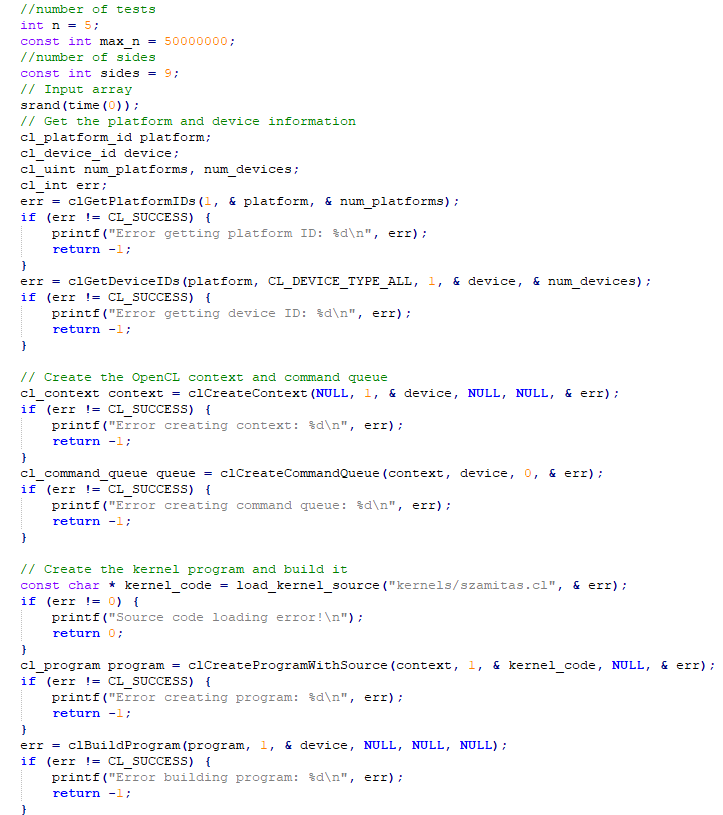 //number of tests
int n = 5;
const int max_n = 50000000;
//number of sides
const int sides = 9;
// Input array
srand(time(0));
// Get the platform and device information
cl_platform_id platform;
cl_device_id device;
cl_uint num_platforms, num_devices;
cl_int err;
err = clGetPlatformIDs(1, & platform, & num_platforms);
if (err != CL_SUCCESS) {
    printf("Error getting platform ID: %d\n", err);
    return -1;
}
err = clGetDeviceIDs(platform, CL_DEVICE_TYPE_ALL, 1, & device, & num_devices);
if (err != CL_SUCCESS) {
    printf("Error getting device ID: %d\n", err);
    return -1;
}

// Create the OpenCL context and command queue
cl_context context = clCreateContext(NULL, 1, & device, NULL, NULL, & err);
if (err != CL_SUCCESS) {
    printf("Error creating context: %d\n", err);
    return -1;
}
cl_command_queue queue = clCreateCommandQueue(context, device, 0, & err);
if (err != CL_SUCCESS) {
    printf("Error creating command queue: %d\n", err);
    return -1;
}

// Create the kernel program and build it
const char * kernel_code = load_kernel_source("kernels/szamitas.cl", & err);
if (err != 0) {
    printf("Source code loading error!\n");
    return 0;
}
cl_program program = clCreateProgramWithSource(context, 1, & kernel_code, NULL, & err);
if (err != CL_SUCCESS) {
    printf("Error creating program: %d\n", err);
    return -1;
}
err = clBuildProgram(program, 1, & device, NULL, NULL, NULL);
if (err != CL_SUCCESS) {
    printf("Error building program: %d\n", err);
    return -1;
}